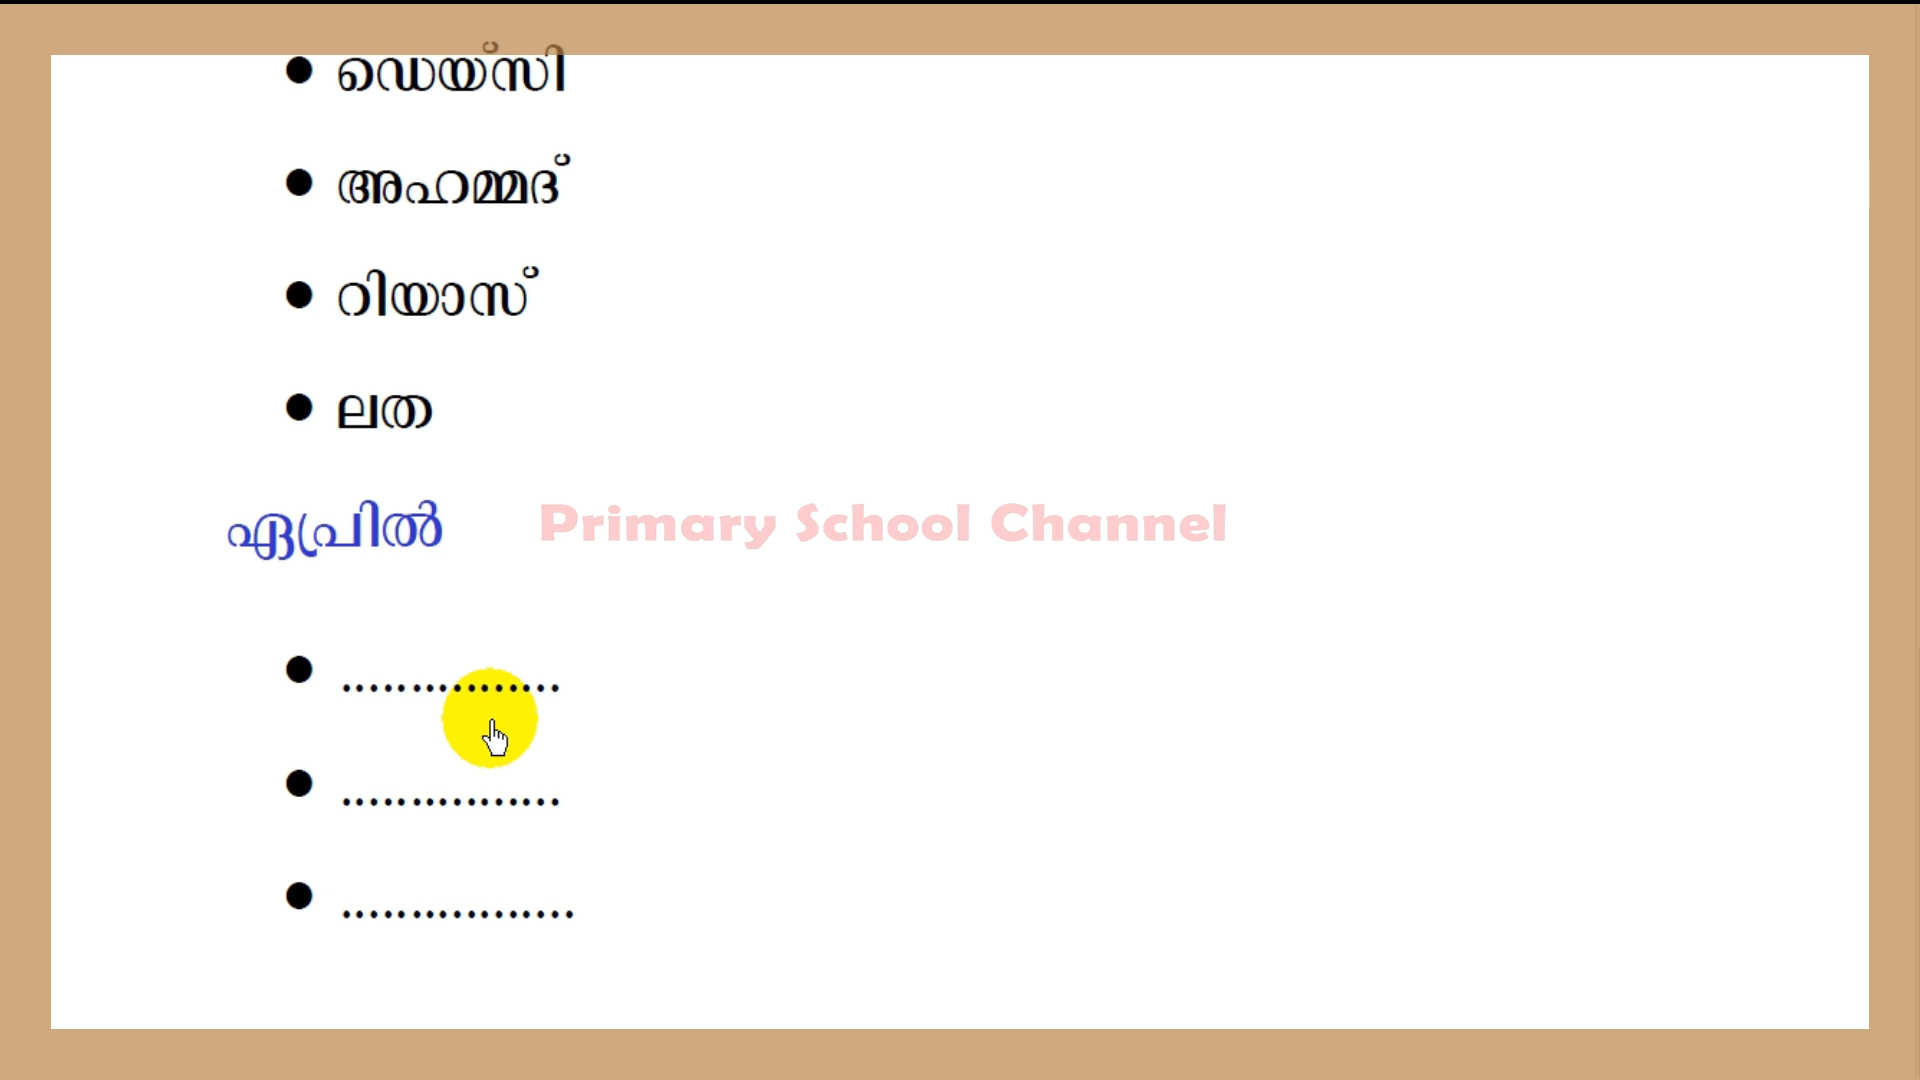 ● ഡെയ്സി
● അഹമ്മദ്
● റിയാസ്
● ലത
ഏപ്രിൽ
Primary School Channel
● ................
● ................
● .................